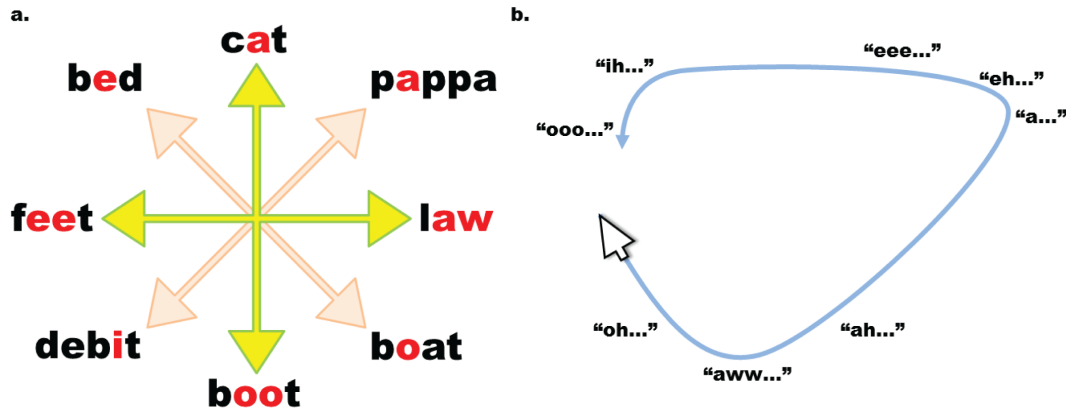 a.
cat
bed
pappa
feet
law
debit
boat
boot
b.
“eee...”
“ih...”
“eh...”
“a...”
“ooo...”
“oh...”
“ah...”
“aww...”